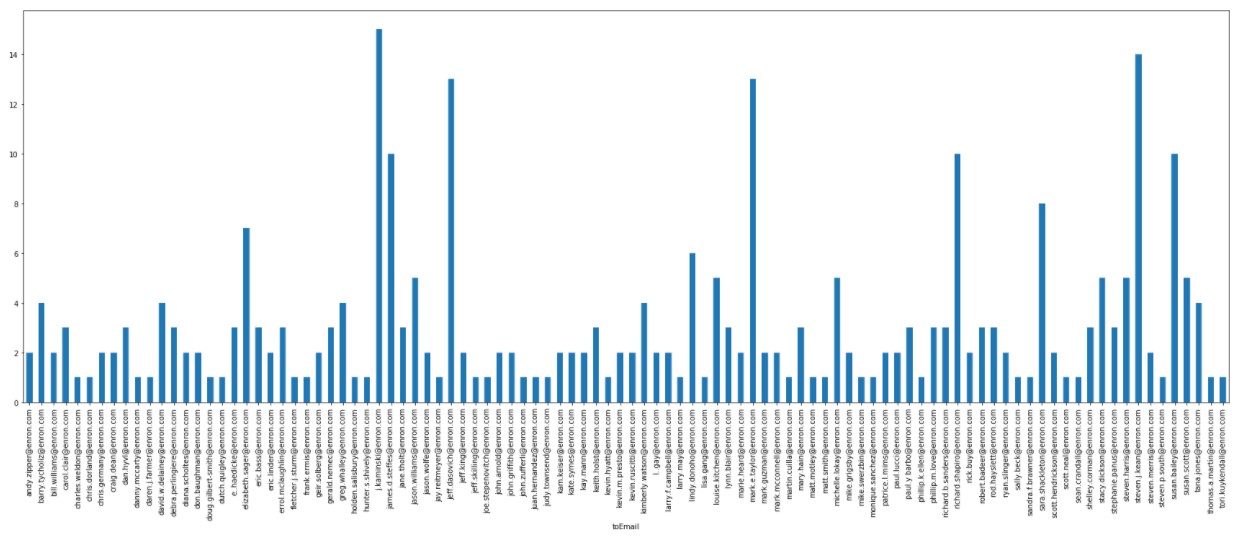 14
12
10
8
6
4
2
0
andy.zipper@enron.com
barry.tycholiz@enron.com
bill.williams@enron.com
carol.clair@enron.com
charles.weldon@enron.com
chris.dorland@enron.com
chris.germany@enron.com
craig.dean@enron.com
dan.hyvl@enron.com
danny.mccarty@enron.com
daren.j.farmer@enron.com
david.w.delainey@enron.com
debra.perlingiere@enron.com
diana.scholtes@enron.com
don.baughman@enron.com
doug.gilbert-smith@enron.com
dutch.quigley@enron.com
e..haedicke@enron.com
elizabeth.sager@enron.com
eric.bass@enron.com
eric.linder@enron.com
errol.mclaughlin@enron.com
fletcher.j.sturm@enron.com
frank.ermis@enron.com
geir.solberg@enron.com
gerald.nemec@enron.com
greg.whalley@enron.com
holden.salisbury@enron.com
hunter.s.shively@enron.com
j.kaminski@enron.com
james.d.steffes@enron.com
jane.tholt@enron.com
jason.williams@enron.com
jason.wolfe@enron.com
jay.reitmeyer@enron.com
jeff.dasovich@enron.com
jeff.king@enron.com
jeff.skilling@enron.com
joe.stepenovitch@enron.com
john.arnold@enron.com
john.griffith@enron.com
john.zufferli@enron.com
juan.hernandez@enron.com
judy.townsend@enron.com
kam.keiser@enron.com
kate.symes@enron.com
kay.mann@enron.com
keith.holst@enron.com
kevin.hyatt@enron.com
kevin.m.presto@enron.com
kevin.ruscitti@enron.com
kimberly.watson@enron.com
l..gay@enron.com
larry.f.campbell@enron.com
larry.may@enron.com
lindy.donoho@enron.com
lisa.gang@enron.com
louise.kitchen@enron.com
lynn.blair@enron.com
marie.heard@enron.com
mark.e.taylor@enron.com
mark.guzman@enron.com
mark.mcconnell@enron.com
martin.cuilla@enron.com
mary.hain@enron.com
matt.motley@enron.com
matt.smith@enron.com
michelle.lokay@enron.com
mike.grigsby@enron.com
mike.swerzbin@enron.com
monique.sanchez@enron.com
patrice.l.mims@enron.com
paul.d.lucci@enron.com
paul.y'barbo@enron.com
phillip.k.ellen@enron.com
phillip.m.love@enron.com
richard.b.sanders@enron.com
richard.shapiro@enron.com
rick.buy@enron.com
robert.badeer@enron.com
rod.hayslett@enron.com
ryan.slinger@enron.com
sally.beck@enron.com
sandra.f.brawner@enron.com
sara.shackleton@enron.com
scott.hendrickson@enron.com
scott.neal@enron.com
sean.crandall@enron.com
shelley.corman@enron.com
stacy.dickson@enron.com
stephanie.panus@enron.com
steven.harris@enron.com
steven.j.kean@enron.com
steven.merris@enron.com
steven.p.south@enron.com
susan.bailey@enron.com
susan.scott@enron.com
tana.jones@enron.com
thomas.a.martin@enron.com
tori.kuykendall@enron.com
toEmail